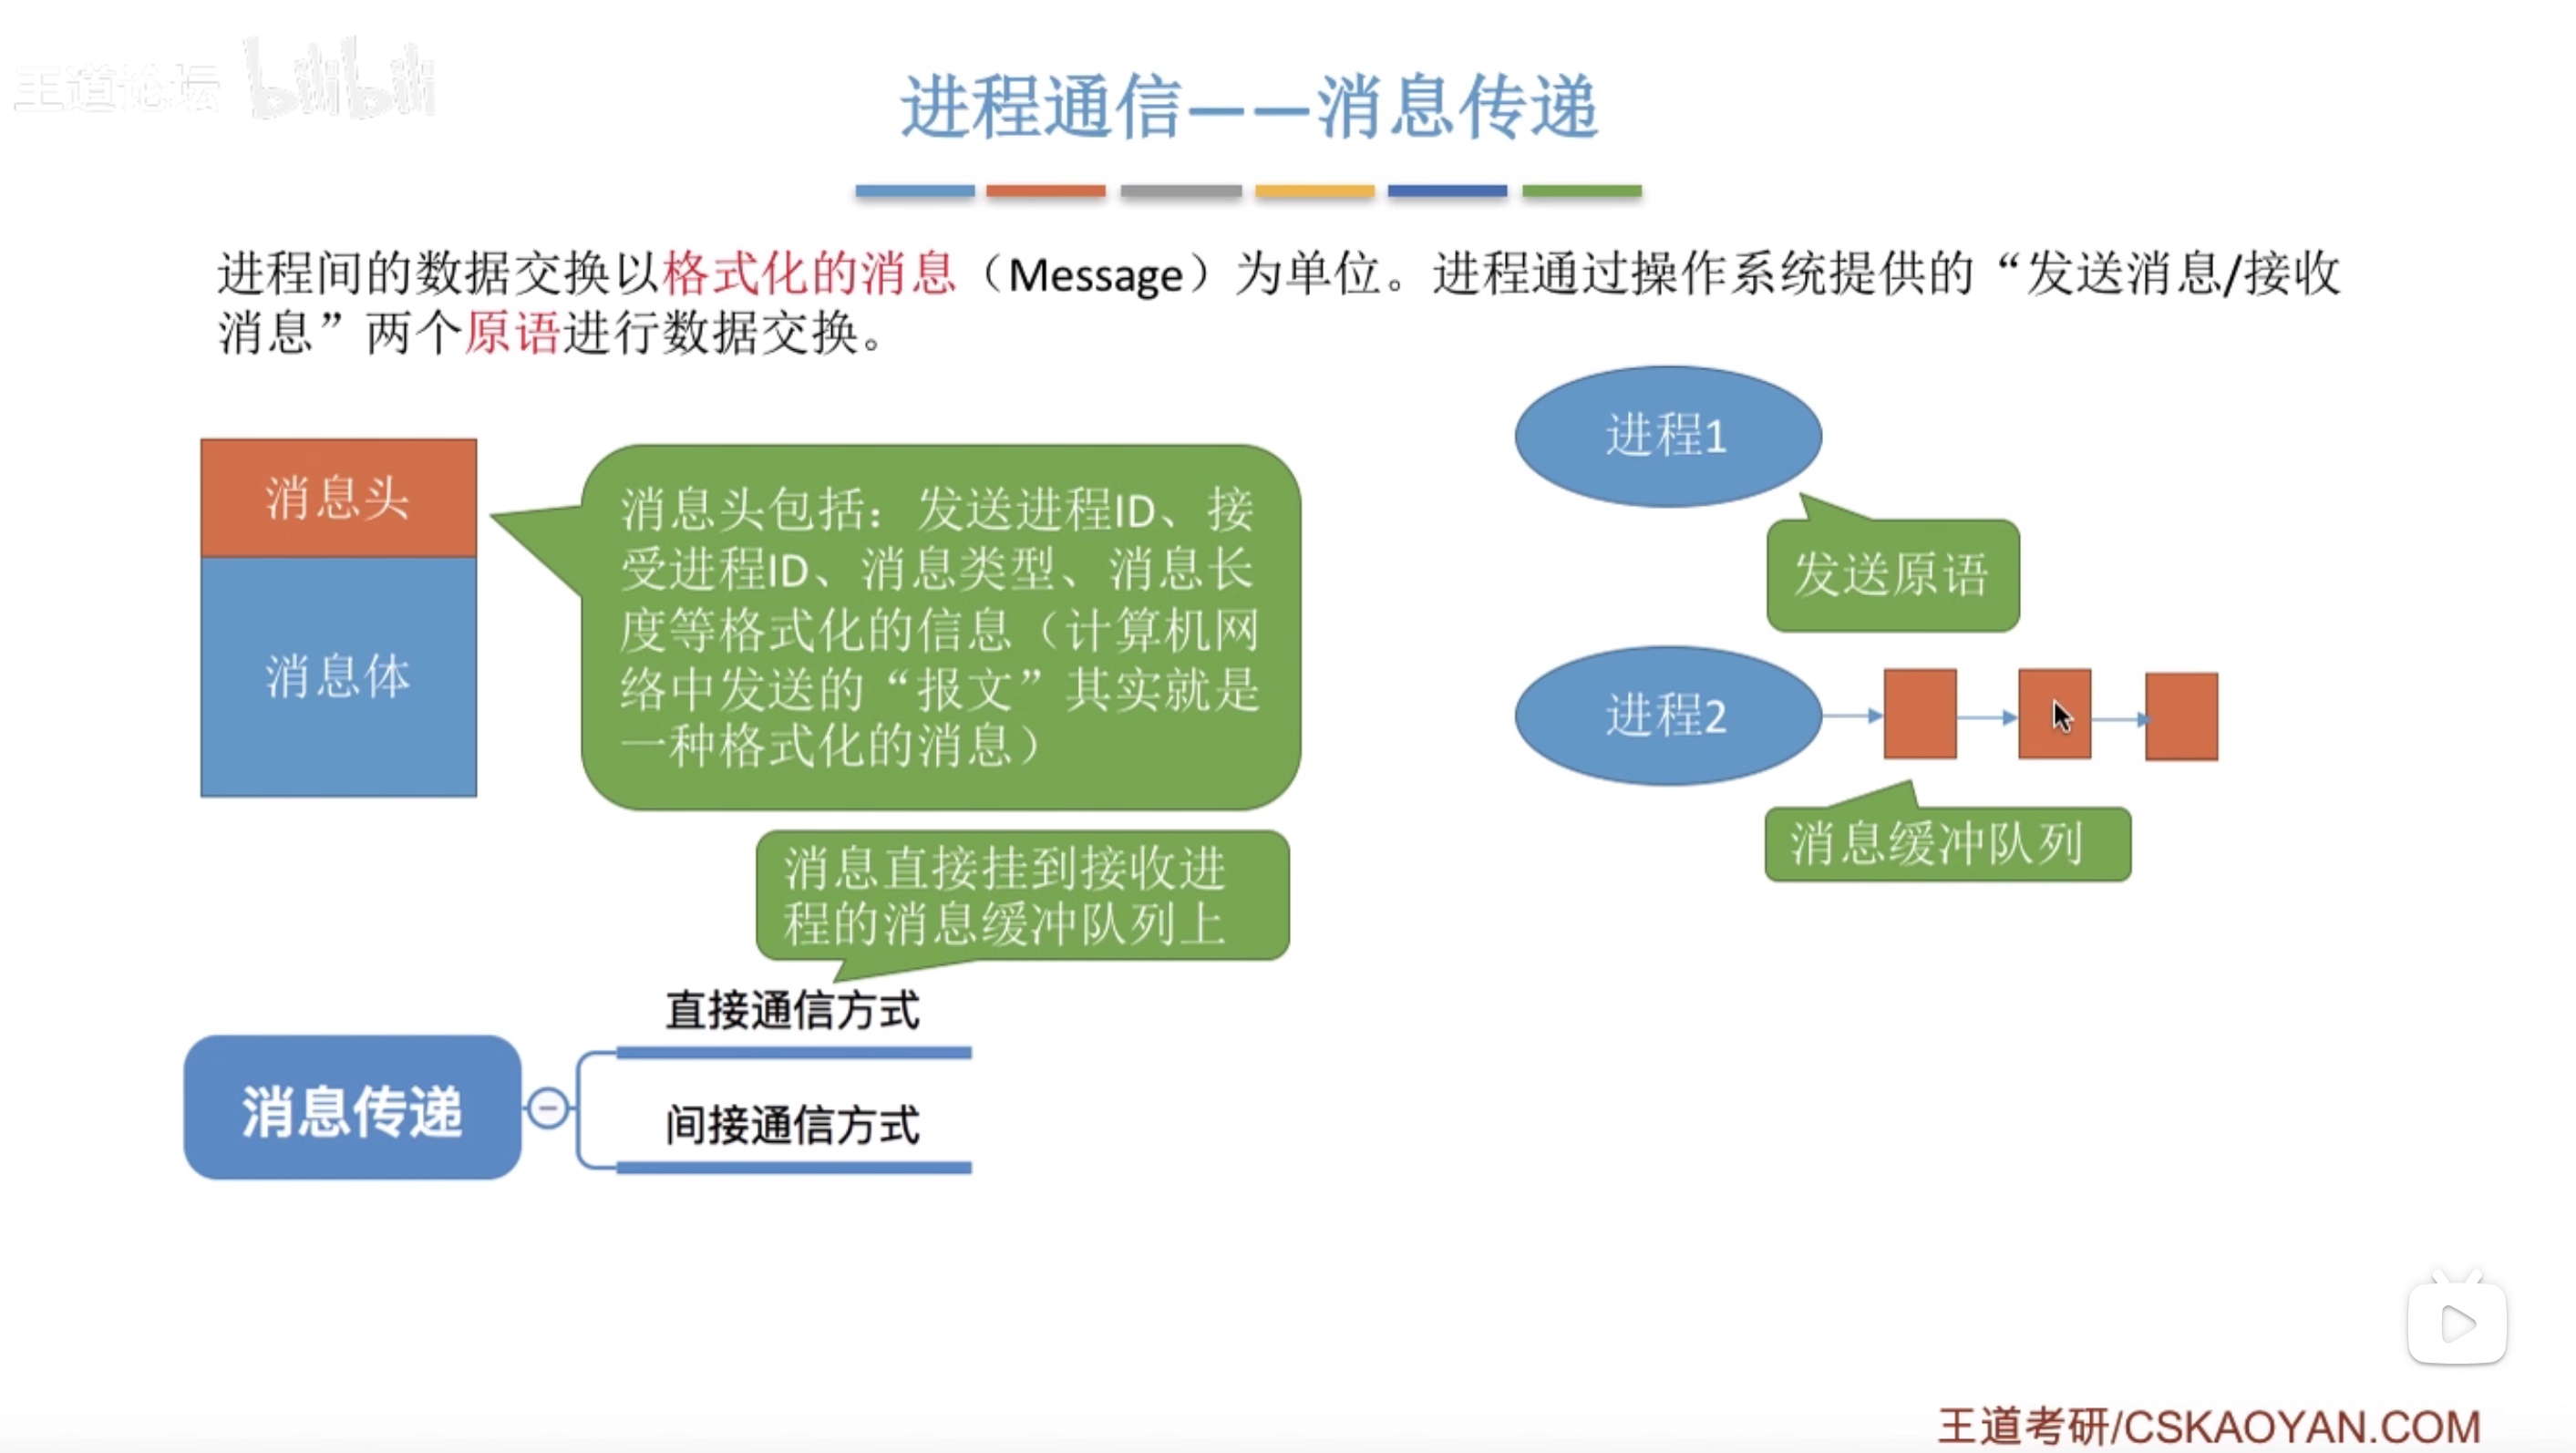 王道论坛 bilibili
进程通信——消息传递
进程间的数据交换以格式化的消息（Message）为单位。进程通过操作系统提供的“发送消息/接收
消息”两个原语进行数据交换。
消息头
消息体
消息头包括：发送进程ID、接
受进程ID、消息类型、消息长
度等格式化的信息（计算机网
络中发送的“报文”其实就是
一种格式化的消息）
进程1
发送原语
进程2
消息缓冲队列
消息直接挂到接收进
程的消息缓冲队列上
直接通信方式
消息传递
间接通信方式
王道考研/CSKAOYAN.COM